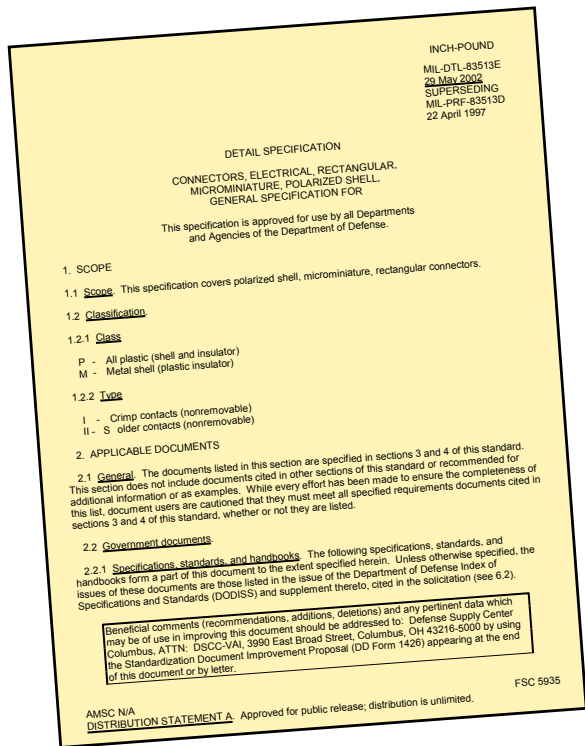 INCH-POUND
MIL-DTL-83513E
29 May 2002
SUPERSEDING
MIL-PRF-83513D
22 April 1997
DETAIL SPECIFICATION
CONNECTORS, ELECTRICAL, RECTANGULAR,
MICROMINIATURE, POLARIZED SHELL,
GENERAL SPECIFICATION FOR
This specification is approved for use by all Departments
and Agencies of the Department of Defense.
1. SCOPE
1.1 Scope. This specification covers polarized shell, microminiature, rectangular connectors.
1.2 Classification.
1.2.1 Class
P - All plastic (shell and insulator)
M - Metal shell (plastic insulator)
1.2.2 Type
I - Crimp contacts (nonremovable)
II - S older contacts (nonremovable)
2. APPLICABLE DOCUMENTS
2.1 General. The documents listed in this section are specified in sections 3 and 4 of this standard.
This section does not include documents cited in other sections of this standard or recommended for
additional information or as examples. While every effort has been made to ensure the completeness of
this list, document users are cautioned that they must meet all specified requirements documents cited in
sections 3 and 4 of this standard, whether or not they are listed.
2.2 Government documents.
2.2.1 Specifications, standards, and handbooks. The following specifications, standards, and
handbooks form a part of this document to the extent specified herein. Unless otherwise specified, the
issues of these documents are those listed in the issue of the Department of Defense Index of
Specifications and Standards (DODISS) and supplement thereto, cited in the solicitation (see 6.2).
Beneficial comments (recommendations, additions, deletions) and any pertinent data which
may be of use in improving this document should be addressed to: Defense Supply Center
Columbus, ATTN: DSCC-VAI, 3990 East Broad Street, Columbus, OH 43216-5000 by using
the Standardization Document Improvement Proposal (DD Form 1426) appearing at the end
of this document or by letter.
AMSC N/A
FSC 5935
DISTRIBUTION STATEMENT A. Approved for public release; distribution is unlimited.